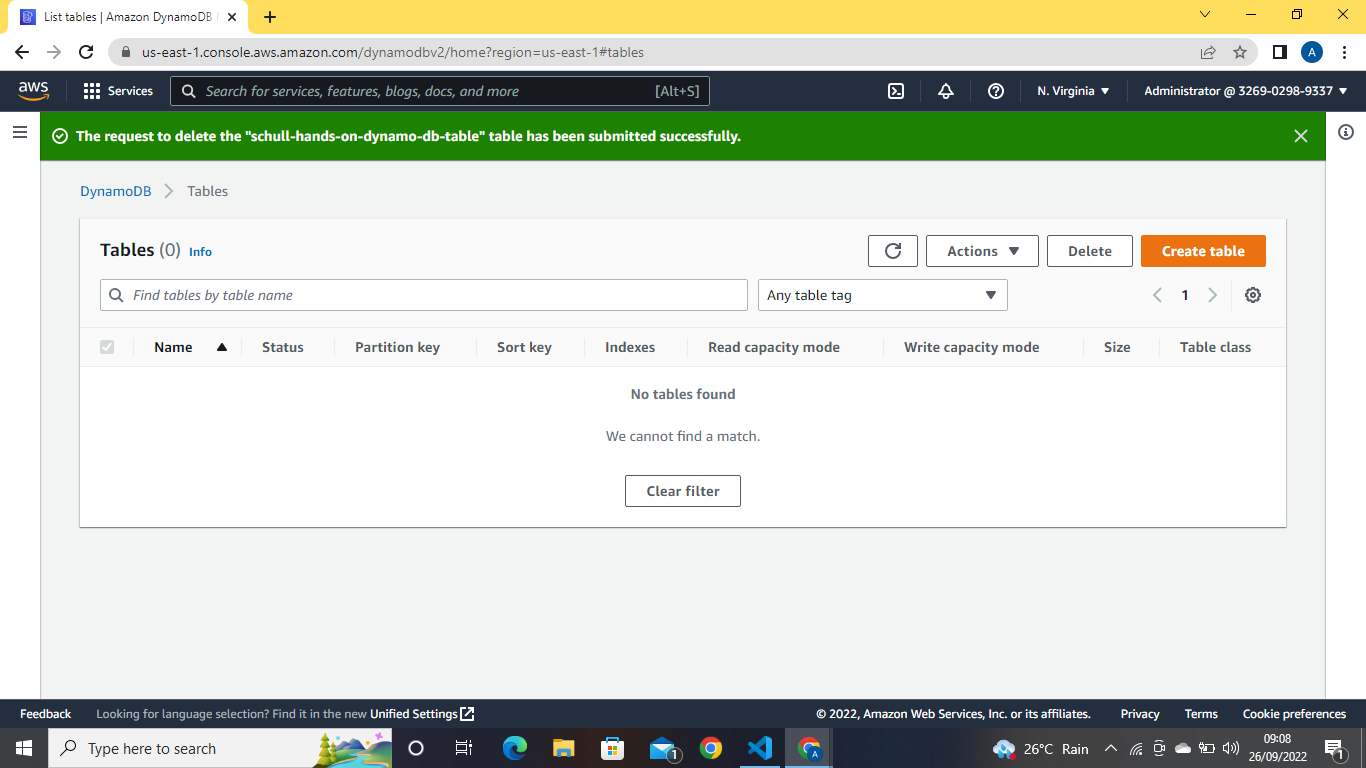 List tables | Amazon DynamoDB
us-east-1.console.aws.amazon.com/dynamodbv2/home?region=us-east-1#tables
A
aws
Services
Search for services, features, blogs, docs, and more
[Alt+S]
N. Virginia
Administrator @ 3269-0298-9337
The request to delete the "schull-hands-on-dynamo-db-table" table has been submitted successfully.
DynamoDB
Tables
Tables (0) Info
Actions
Delete
Create table
Find tables by table name
Any table tag
1
Name
Status
Partition key
Sort key
Indexes
Read capacity mode
Write capacity mode
Size
Table class
No tables found
We cannot find a match.
Clear filter
Feedback
Looking for language selection? Find it in the new Unified Settings
© 2022, Amazon Web Services, Inc. or its affiliates.
Privacy
Terms
Cookie preferences
Type here to search
1
A
26°C Rain
09:08
26/09/2022
1